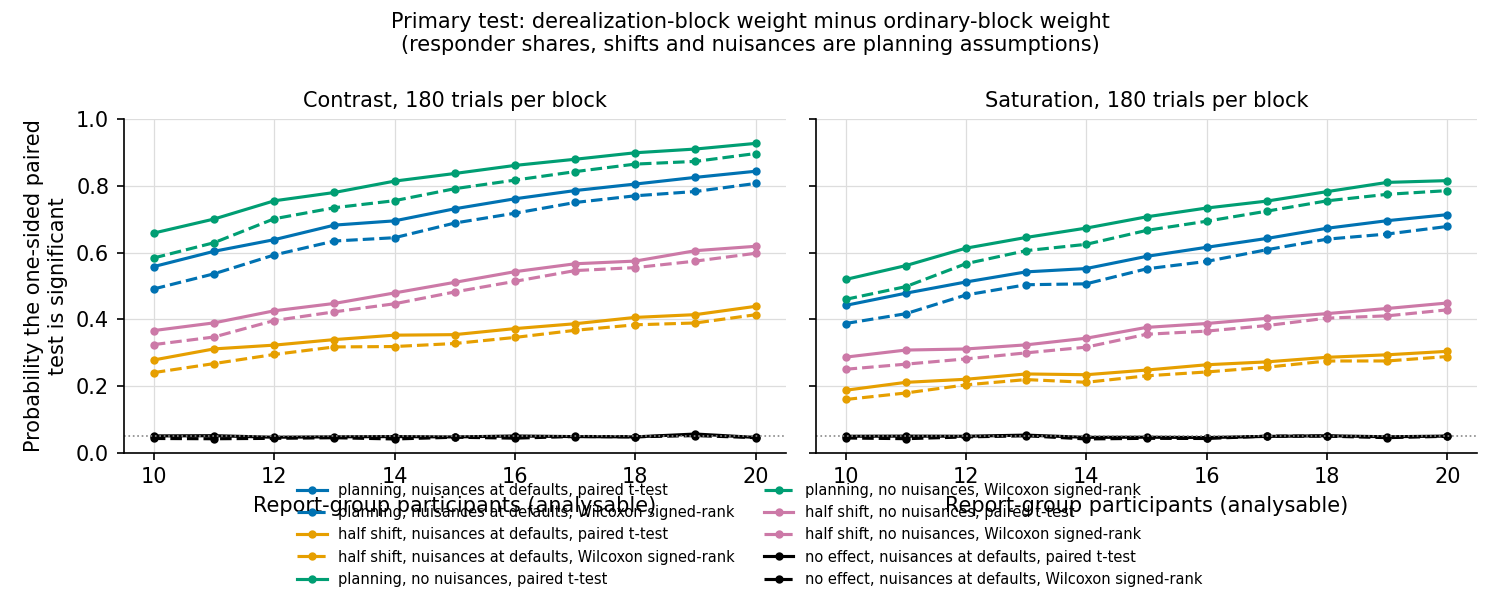 Primary test: derealization-block weight minus ordinary-block weight
(responder shares, shifts and nuisances are planning assumptions)
Contrast, 180 trials per block
Saturation, 180 trials per block
Probability the one-sided paired
test is significant
1.0
0.8
0.6
0.4
0.2
0.0
10 12 14 16 18 20
10 12 14 16 18 20
Report-group participants (analysable)
Report-group participants (analysable)
planning, nuisances at defaults, paired t-test
planning, nuisances at defaults, Wilcoxon signed-rank
half shift, nuisances at defaults, paired t-test
half shift, nuisances at defaults, Wilcoxon signed-rank
planning, no nuisances, paired t-test
planning, no nuisances, Wilcoxon signed-rank
half shift, no nuisances, paired t-test
half shift, no nuisances, Wilcoxon signed-rank
no effect, nuisances at defaults, paired t-test
no effect, nuisances at defaults, Wilcoxon signed-rank